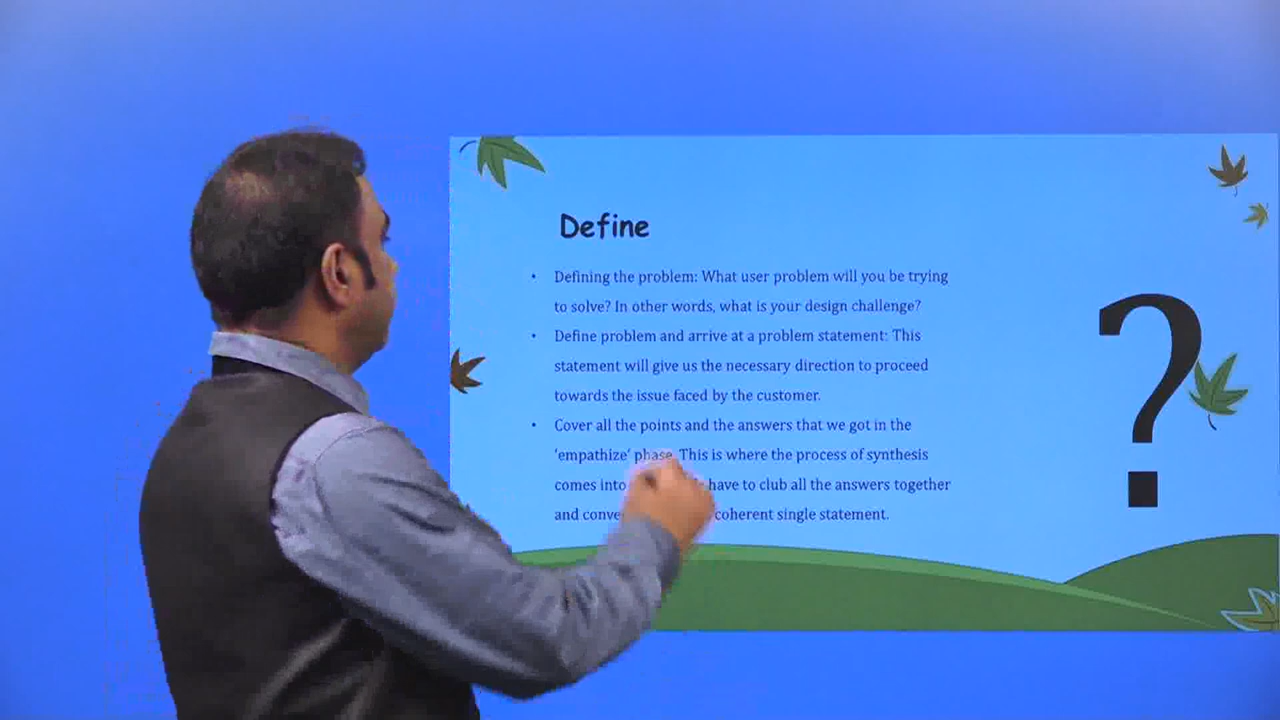 Define
• Defining the problem: What user problem will you be trying
to solve? In other words, what is your design challenge?
• Define problem and arrive at a problem statement: This
statement will give us the necessary direction to proceed
towards the issue faced by the customer.
• Cover all the points and the answers that we got in the
'empathize' phase. This is where the process of synthesis
comes into have to club all the answers together
and coherent single statement.
?